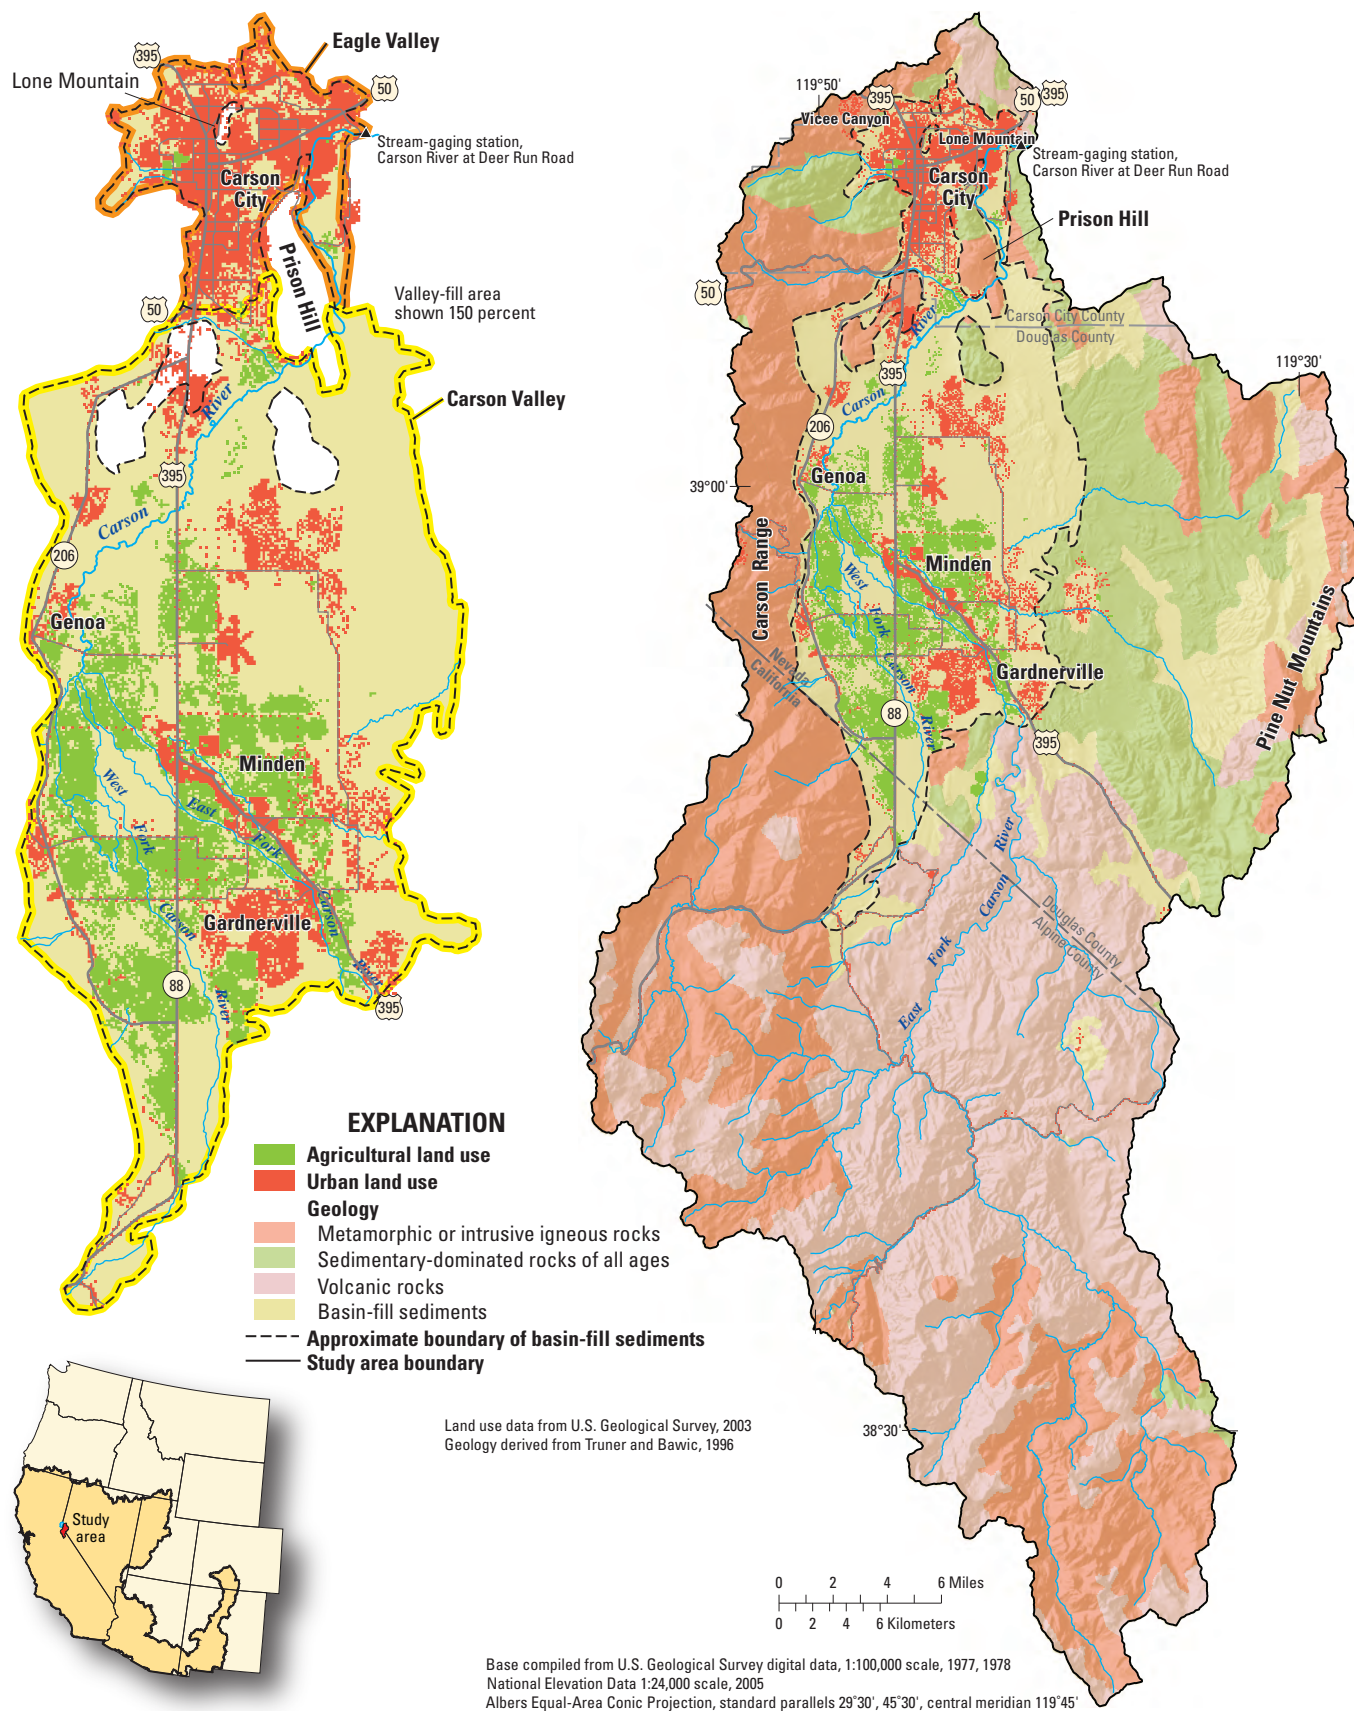 Eagle Valley
395
Lone Mountain
50
Stream-gaging station,
Carson River at Deer Run Road
Carson
City
Prison Hill
50
Valley-fill area
shown 150 percent
Carson Valley
River
395
Carson
206
Genoa
Minden
West
Fork
Carson
River
East
Fork
Carson
River
Gardnerville
88
395
119°50'
395
50
395
Vicee Canyon
Lone Mountain
Stream-gaging station,
Carson River at Deer Run Road
Carson
City
Prison Hill
50
River
Carson City County
Douglas County
119°30'
395
Carson
206
Genoa
39°00'
Carson Range
Minden
West
Fork
Carson
River
Nevada
California
Gardnerville
88
395
Pine Nut Mountains
River
Carson
Fork
East
Douglas County
Alpine County
38°30'
EXPLANATION
Agricultural land use
Urban land use
Geology
Metamorphic or intrusive igneous rocks
Sedimentary-dominated rocks of all ages
Volcanic rocks
Basin-fill sediments
Approximate boundary of basin-fill sediments
Study area boundary
Land use data from U.S. Geological Survey, 2003
Geology derived from Truner and Bawic, 1996
Study
area
0 2 4 6 Miles
0 2 4 6 Kilometers
Base compiled from U.S. Geological Survey digital data, 1:100,000 scale, 1977, 1978
National Elevation Data 1:24,000 scale, 2005
Albers Equal-Area Conic Projection, standard parallels 29°30', 45°30', central meridian 119°45'